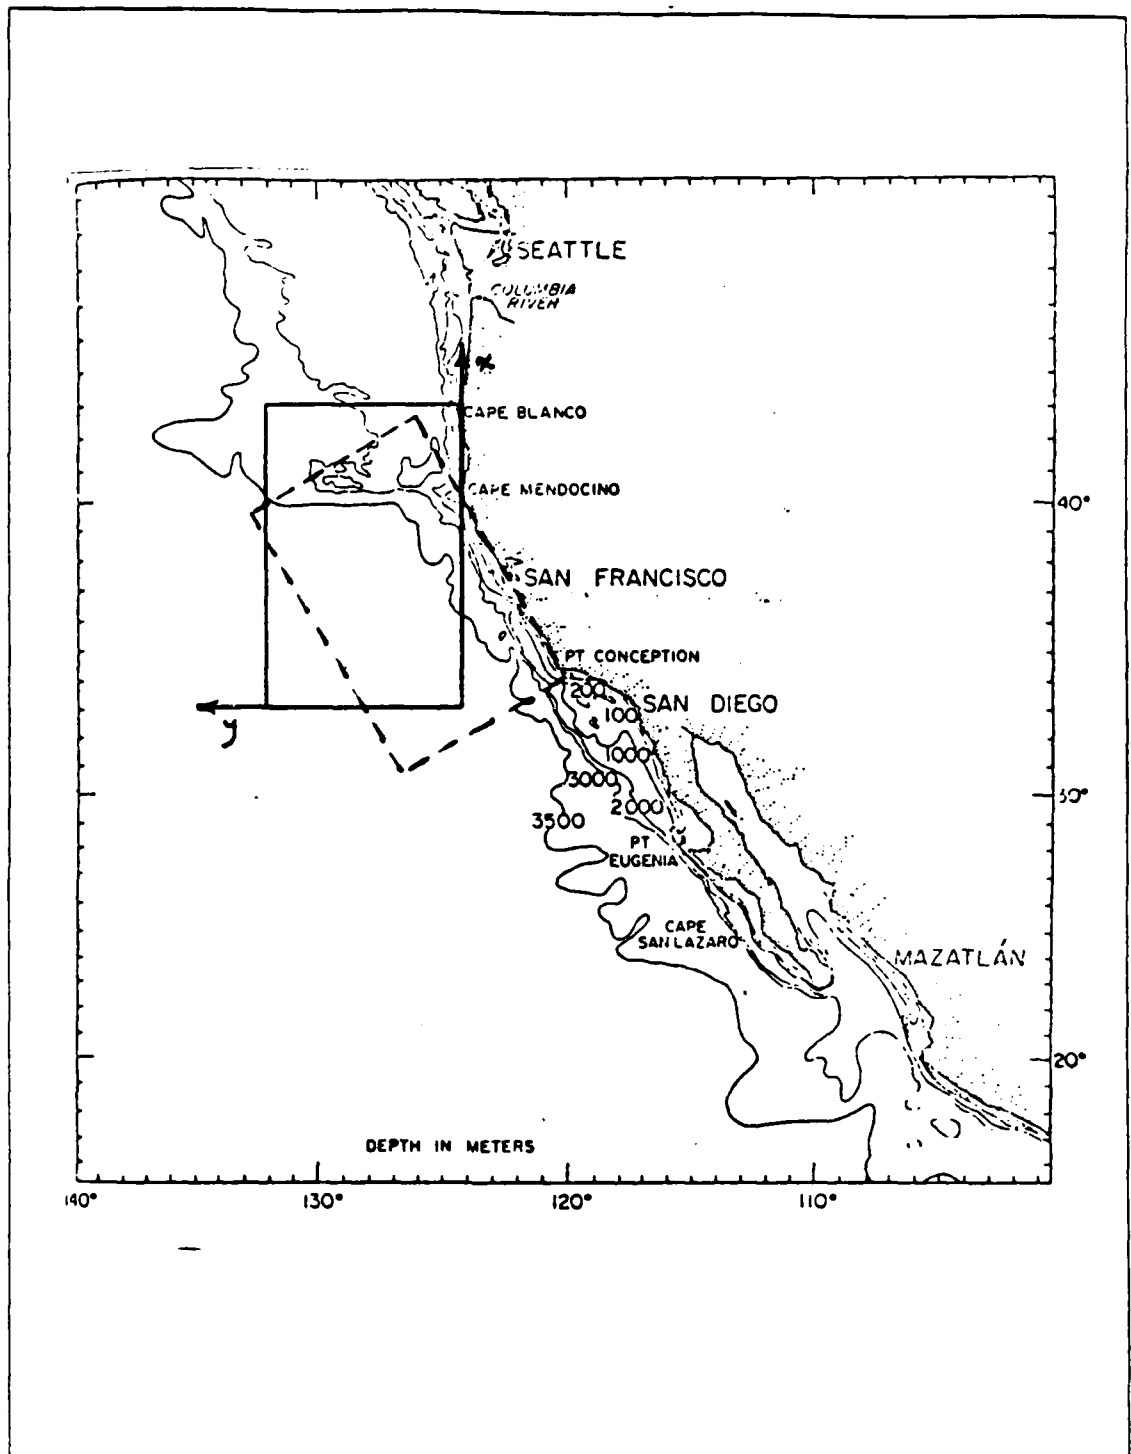 SEATTLE
COLUMBIA
RIVER
x
CAPE BLANCO
CAPE MENDOCINO
40°
SAN FRANCISCO
PT CONCEPTION
200
SAN DIEGO
100
y
1000
3000
2000
30°
3500
PT
EUGENIA
CAPE
SAN LAZARO
MAZATLÁN
20°
DEPTH IN METERS
140°
130°
120°
110°